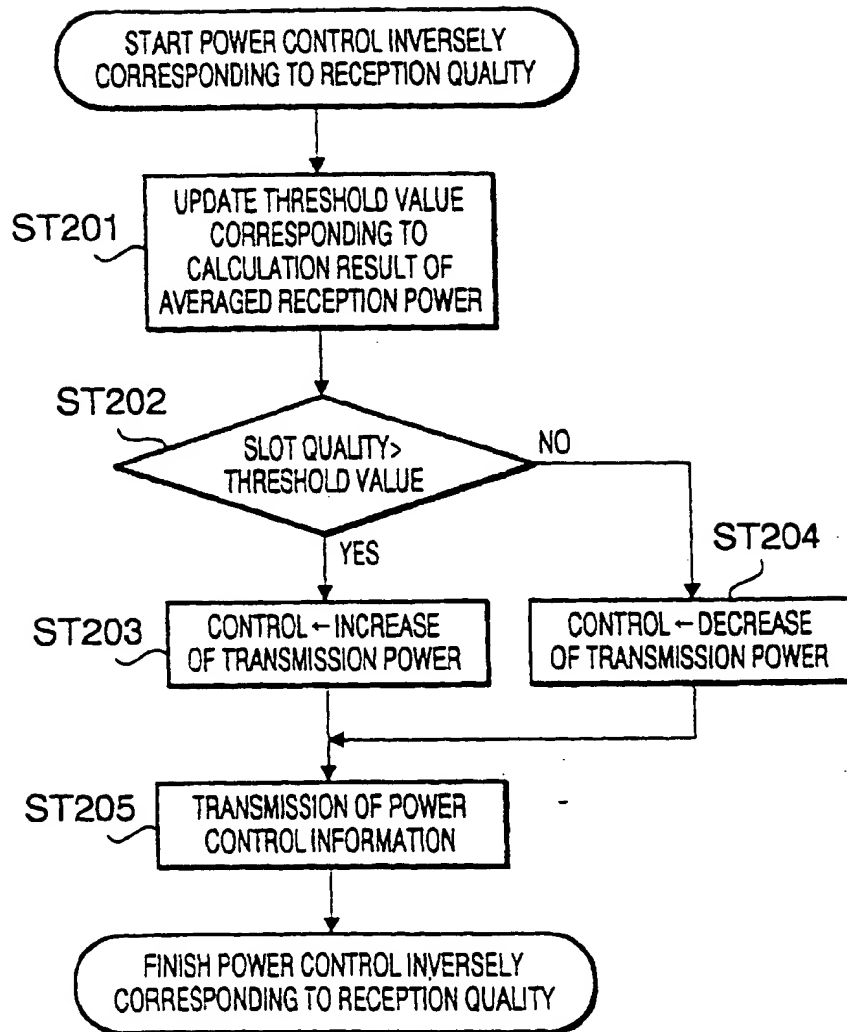 START POWER CONTROL INVERSELY
CORRESPONDING TO RECEPTION QUALITY
ST201
UPDATE THRESHOLD VALUE
CORRESPONDING TO
CALCULATION RESULT OF
AVERAGED RECEPTION POWER
ST202
SLOT QUALITY>
THRESHOLD VALUE
NO
YES
ST203
CONTROL ← INCREASE
OF TRANSMISSION POWER
ST204
CONTROL ← DECREASE
OF TRANSMISSION POWER
ST205
TRANSMISSION OF POWER
CONTROL INFORMATION
FINISH POWER CONTROL INVERSELY
CORRESPONDING TO RECEPTION QUALITY